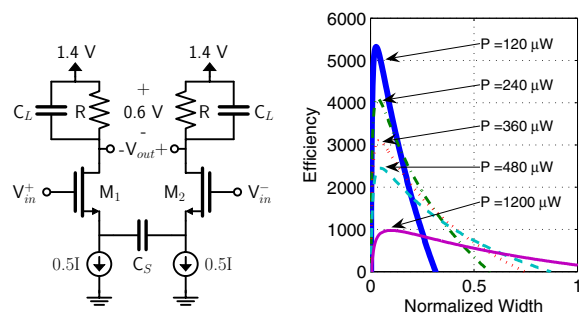 1.4 V 1.4 V
C_L R + 0.6 V - R C_L
-V_out+
V_in^+ M_1 M_2 V_in^-
0.5I C_S 0.5I
6000
5000
4000
3000
2000
1000
0
Efficiency
P =120 μW
P =240 μW
P =360 μW
P =480 μW
P =1200 μW
0 0.5 1
Normalized Width